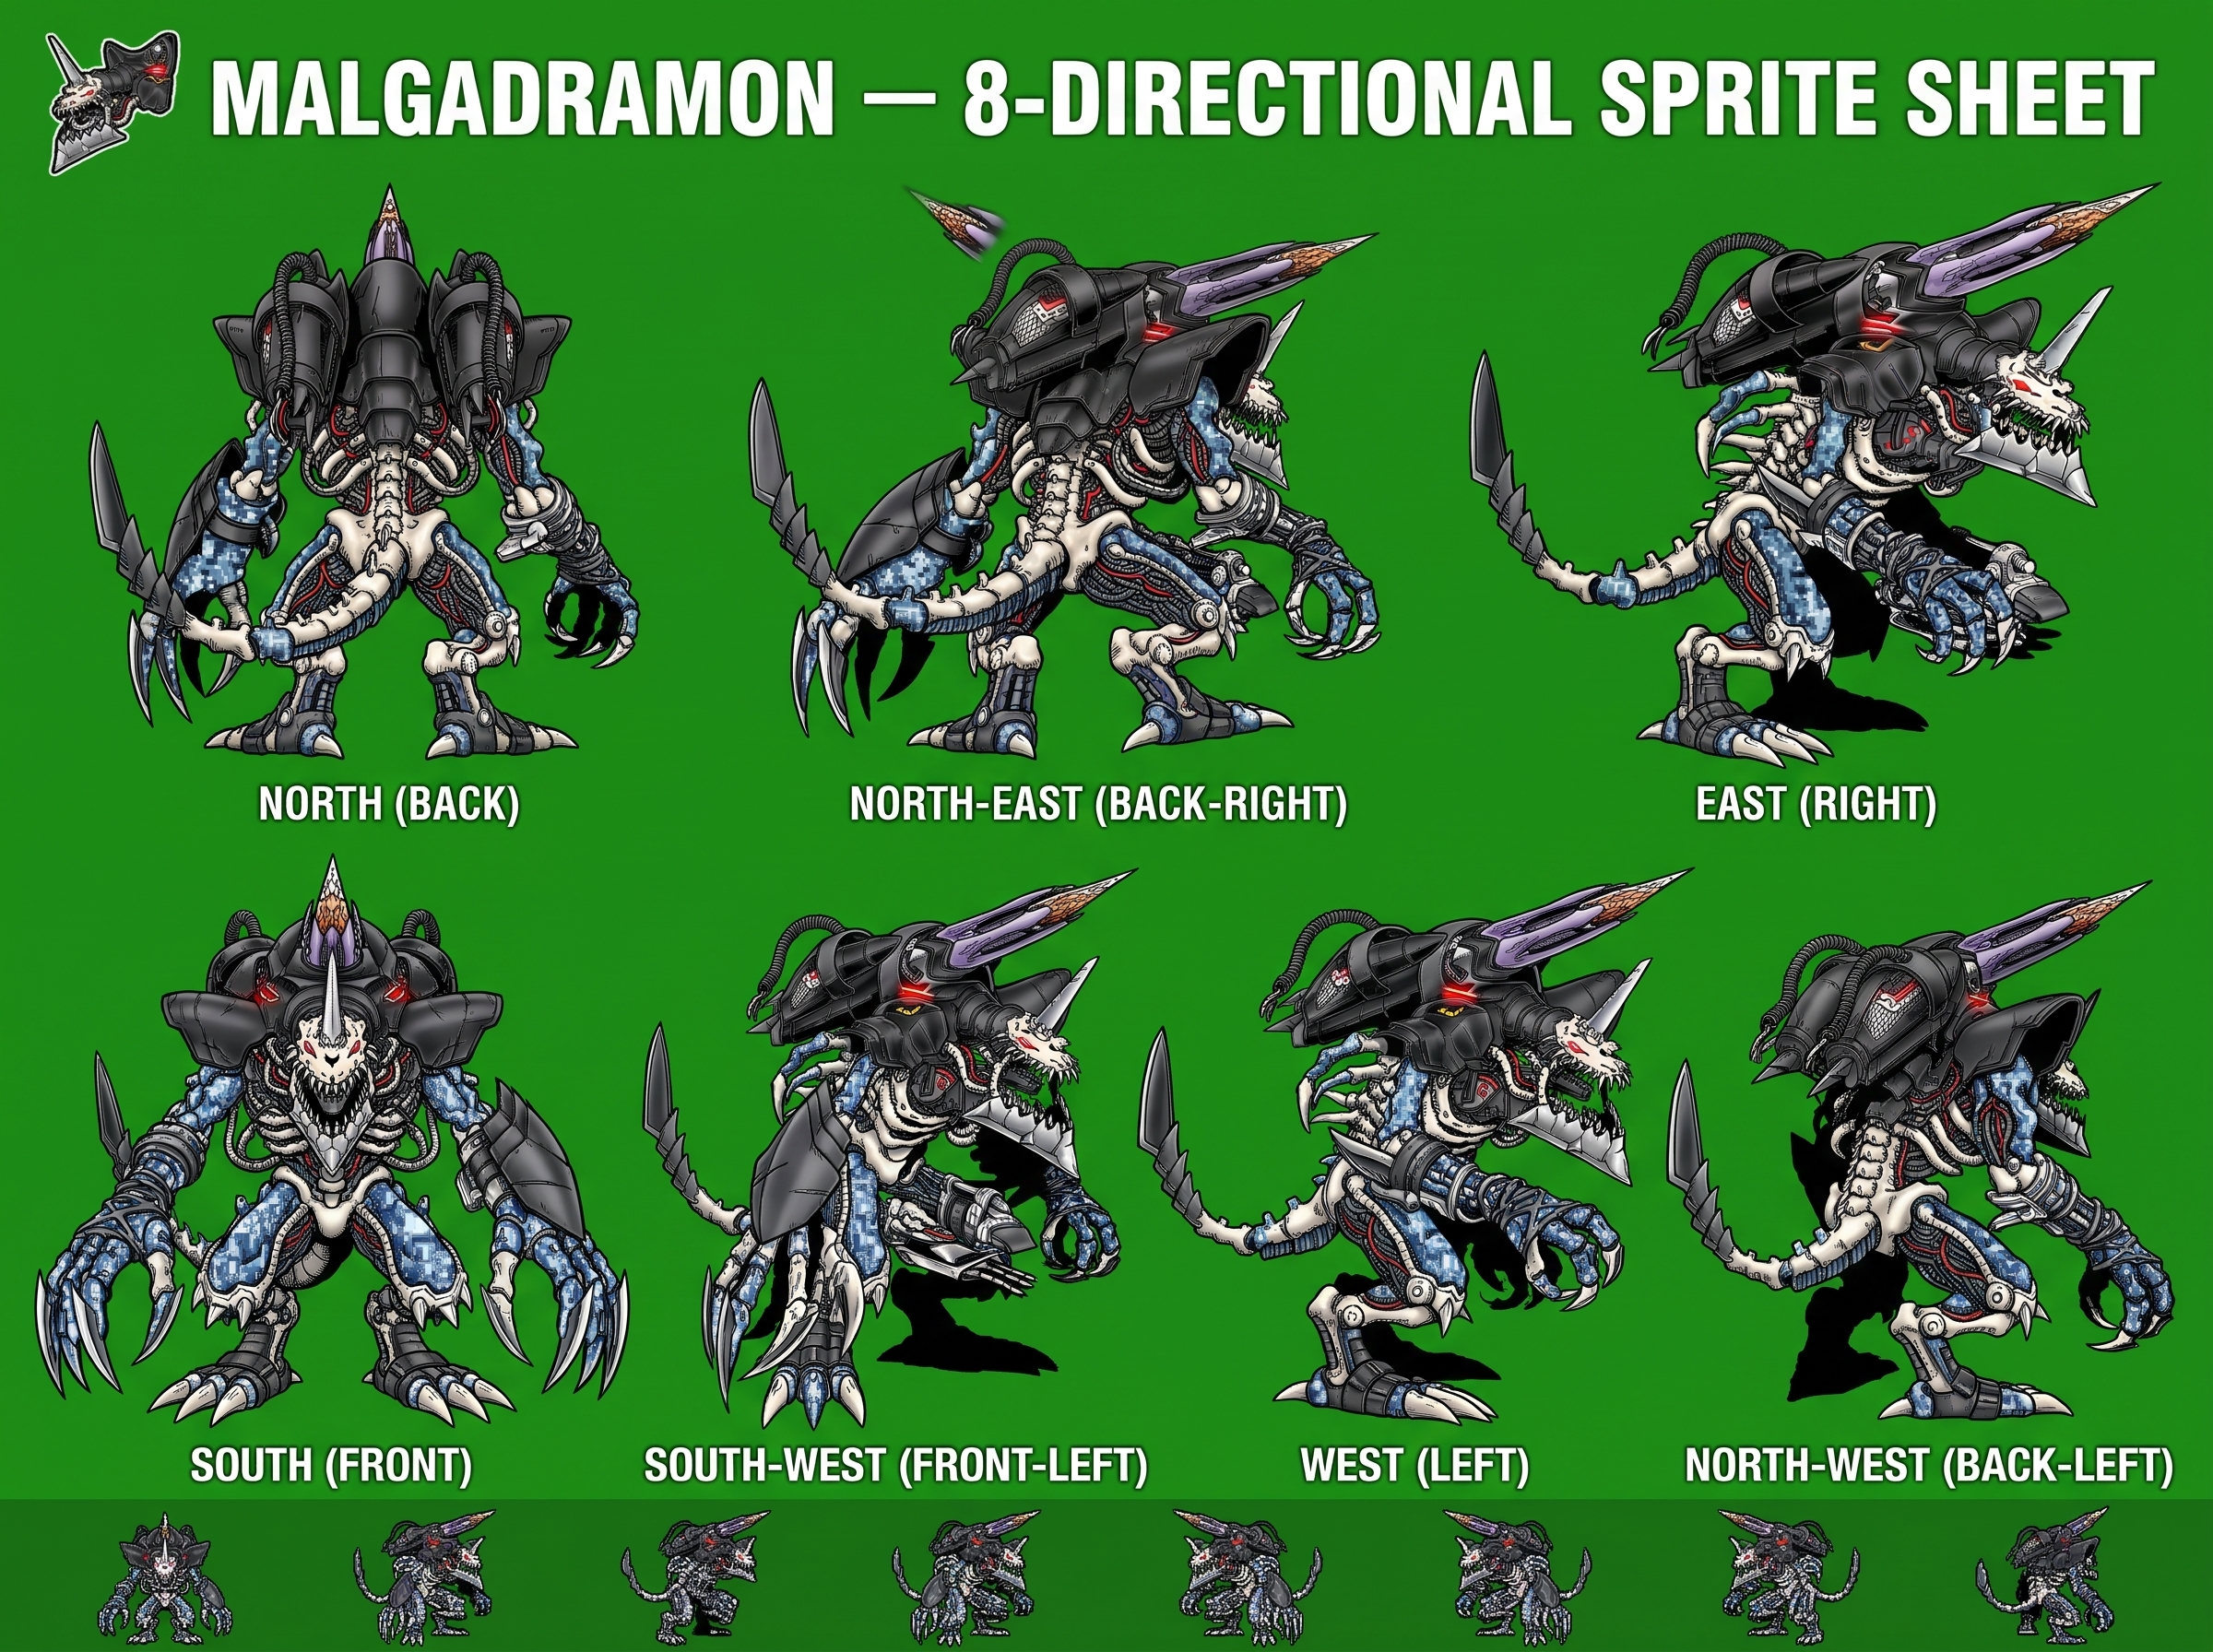 MALGADRAMON — 8-DIRECTIONAL SPRITE SHEET
NORTH (BACK)
NORTH-EAST (BACK-RIGHT)
EAST (RIGHT)
SOUTH (FRONT)
SOUTH-WEST (FRONT-LEFT)
WEST (LEFT)
NORTH-WEST (BACK-LEFT)